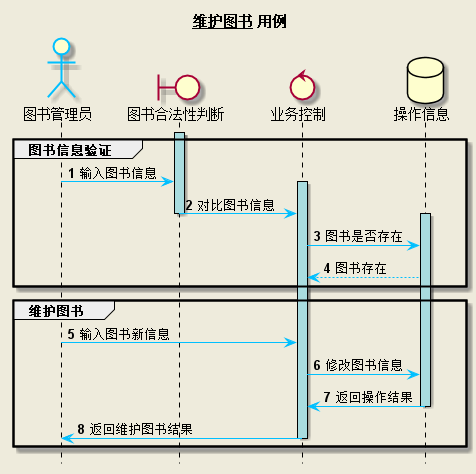 维护图书 用例
图书管理员
图书合法性判断
业务控制
操作信息
图书信息验证
1 输入图书信息
2 对比图书信息
3 图书是否存在
4 图书存在
维护图书
5 输入图书新信息
6 修改图书信息
7 返回操作结果
8 返回维护图书结果